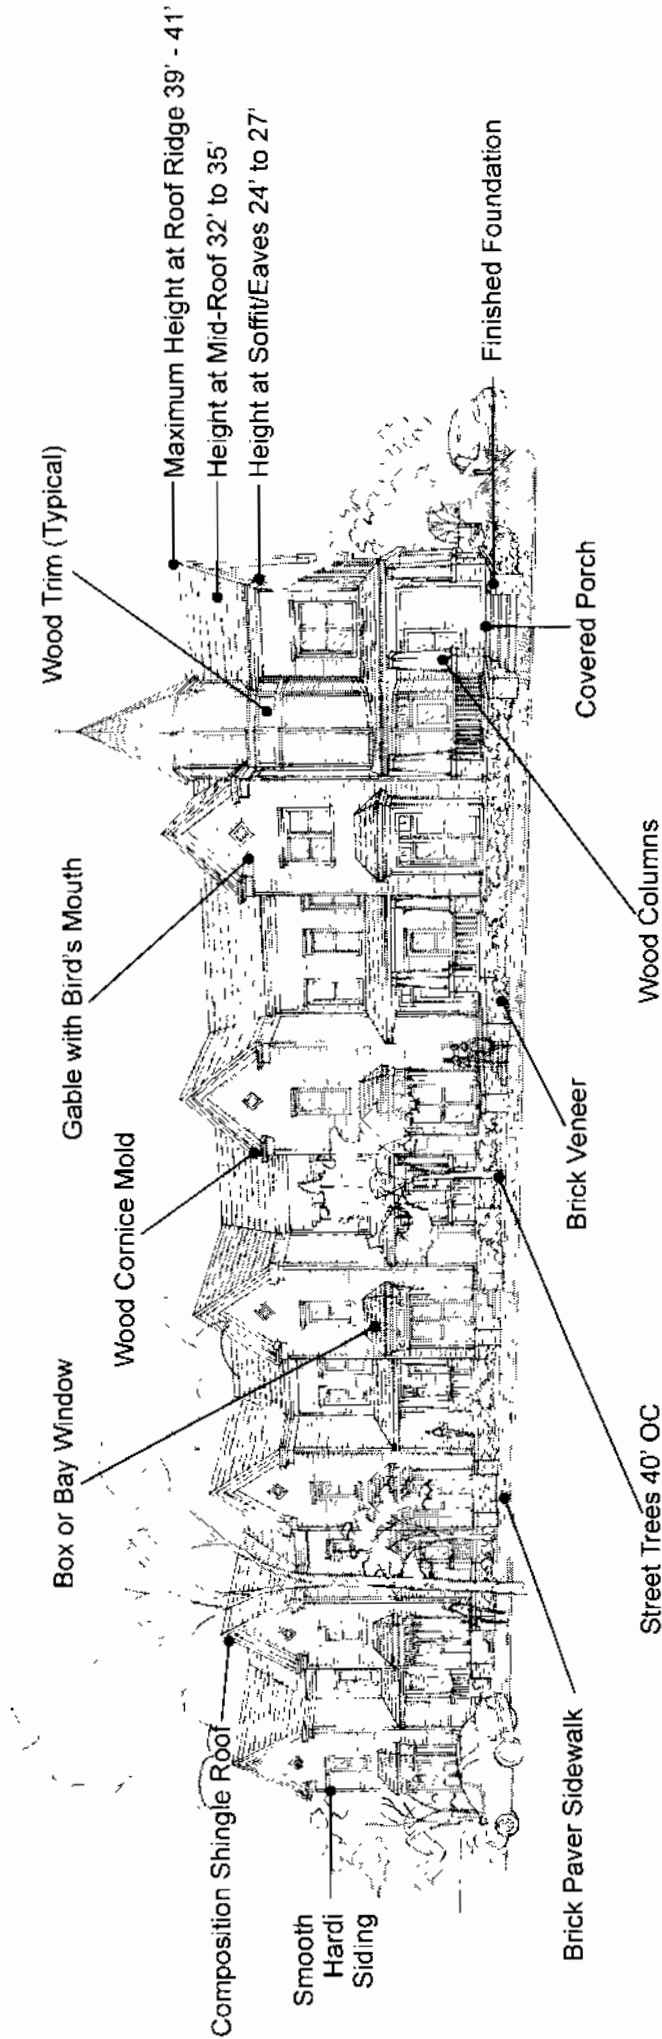 Maximum Height at Roof Ridge 39' - 41'
Height at Mid-Roof 32' to 35'
Height at Soffit/Eaves 24' to 27'
Wood Trim (Typical)
Gable with Bird's Mouth
Wood Cornice Mold
Box or Bay Window
Composition Shingle Roof
Smooth
Hardi
Siding
Finished Foundation
Covered Porch
Wood Columns
Brick Veneer
Street Trees 40' OC
Brick Paver Sidewalk